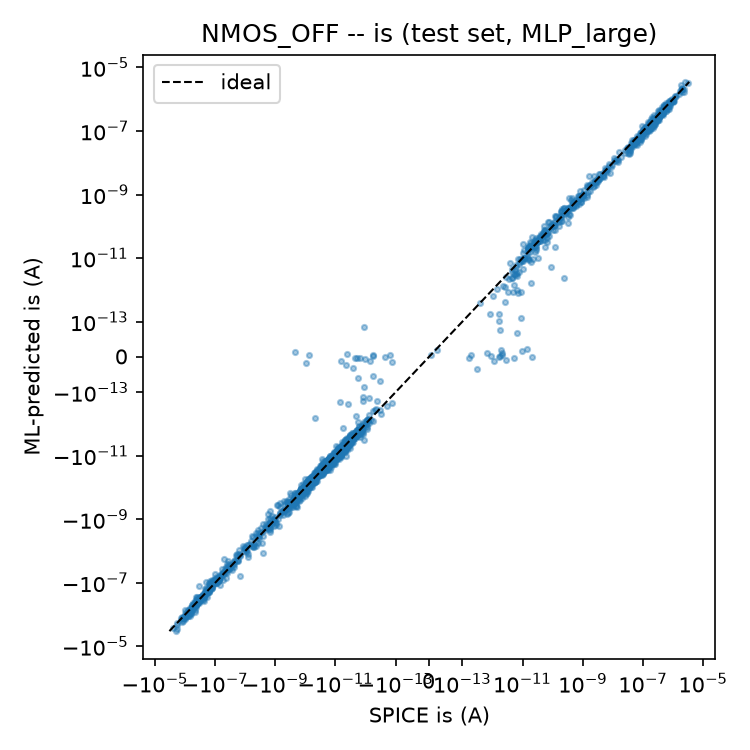 NMOS_OFF -- is (test set, MLP_large)
ideal
ML-predicted is (A)
10⁻⁵
10⁻⁷
10⁻⁹
10⁻¹¹
10⁻¹³
0
−10⁻¹³
−10⁻¹¹
−10⁻⁹
−10⁻⁷
−10⁻⁵
−10⁻⁵ −10⁻⁷ −10⁻⁹ −10⁻¹¹ −10⁻¹³ 0 10⁻¹³ 10⁻¹¹ 10⁻⁹ 10⁻⁷ 10⁻⁵
SPICE is (A)